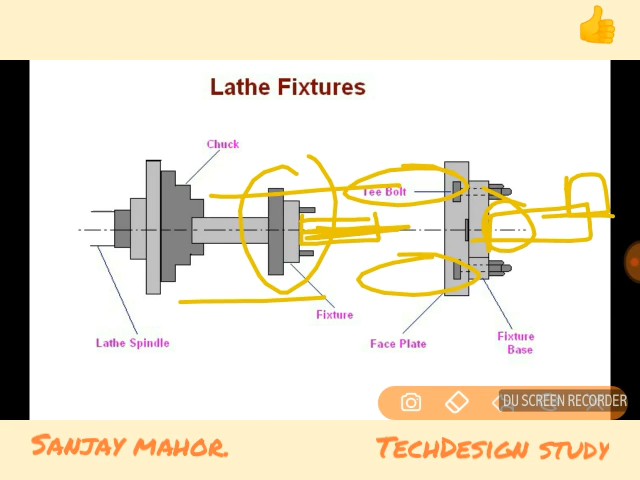 Lathe Fixtures
Chuck
Tee Bolt
Fixture
Lathe Spindle
Face Plate
Fixture
Base
DU SCREEN RECORDER
SANJAY MAHOR.
TECHDESIGN STUDY